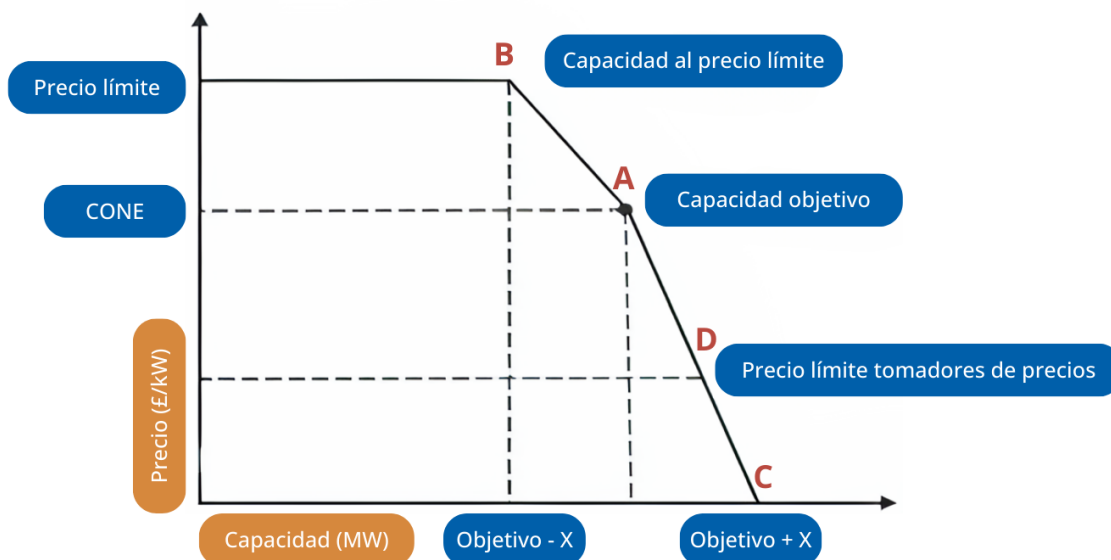 B
Capacidad al precio límite
Precio límite
A
CONE
Capacidad objetivo
D
Precio límite tomadores de precios
Precio (£/kW)
C
Capacidad (MW)
Objetivo - X
Objetivo + X